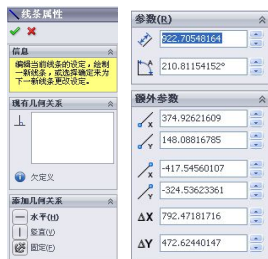 线条属性
信息
编辑当前线条的设定，绘制
一新线条，或选择确定来为
下一新线条更改设定。
现有几何关系
欠定义
添加几何关系
水平(H)
竖直(V)
固定(F)
参数(R)
922.70548164
210.81154152°
额外参数
374.92621609
148.08816785
-417.54560107
-324.53623361
ΔX 792.47181716
ΔY 472.62440147